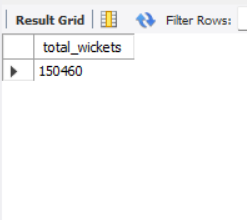 Result Grid Filter Rows:
total_wickets
150460